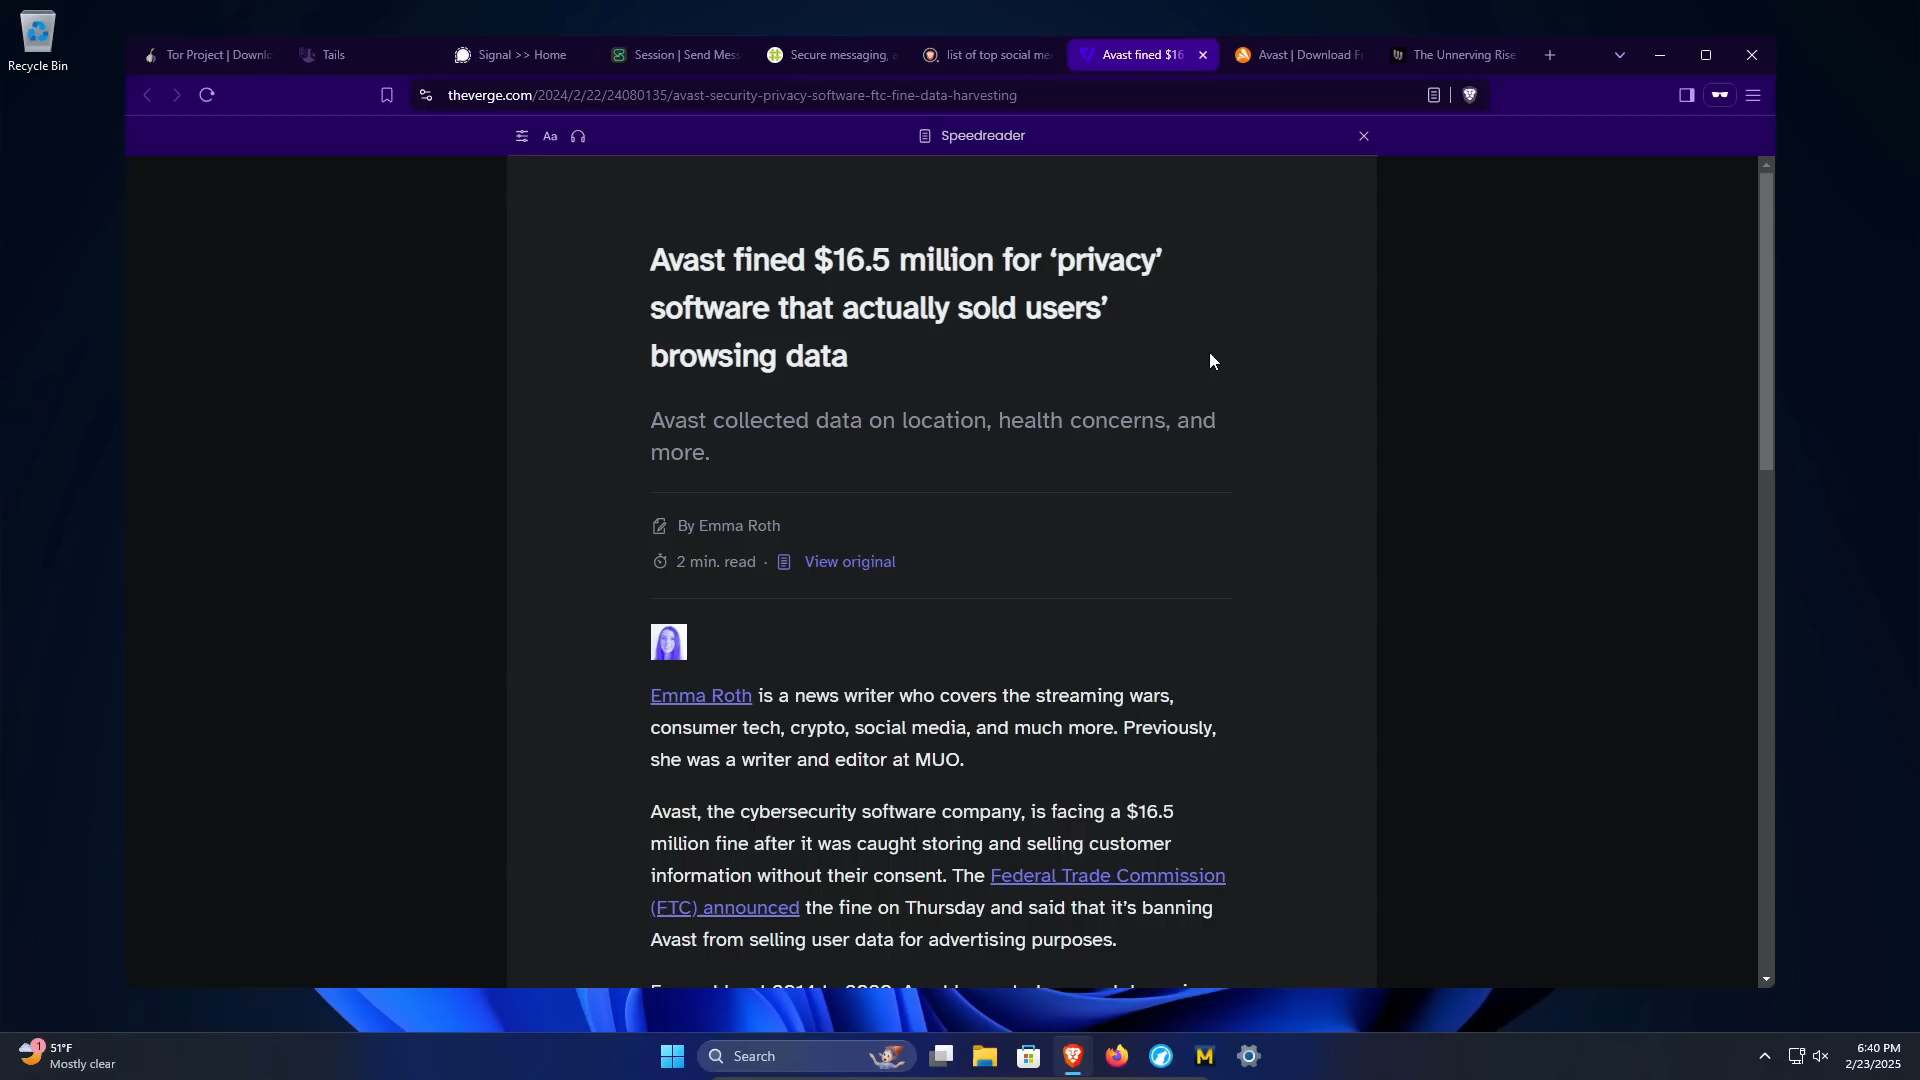 Recycle Bin
Tor Project | Downlo
Tails
Signal >> Home
Session | Send Mess
Secure messaging, a
list of top social me
Avast fined $16
Avast | Download Fr
The Unnerving Rise
theverge.com/2024/2/22/24080135/avast-security-privacy-software-ftc-fine-data-harvesting
Aa
Speedreader
Avast fined $16.5 million for ‘privacy’
software that actually sold users’
browsing data
Avast collected data on location, health concerns, and
more.
By Emma Roth
2 min. read · View original
Emma Roth is a news writer who covers the streaming wars,
consumer tech, crypto, social media, and much more. Previously,
she was a writer and editor at MUO.
Avast, the cybersecurity software company, is facing a $16.5
million fine after it was caught storing and selling customer
information without their consent. The Federal Trade Commission
(FTC) announced the fine on Thursday and said that it’s banning
Avast from selling user data for advertising purposes.
1
51°F
Mostly clear
Search
M
6:40 PM
2/23/2025